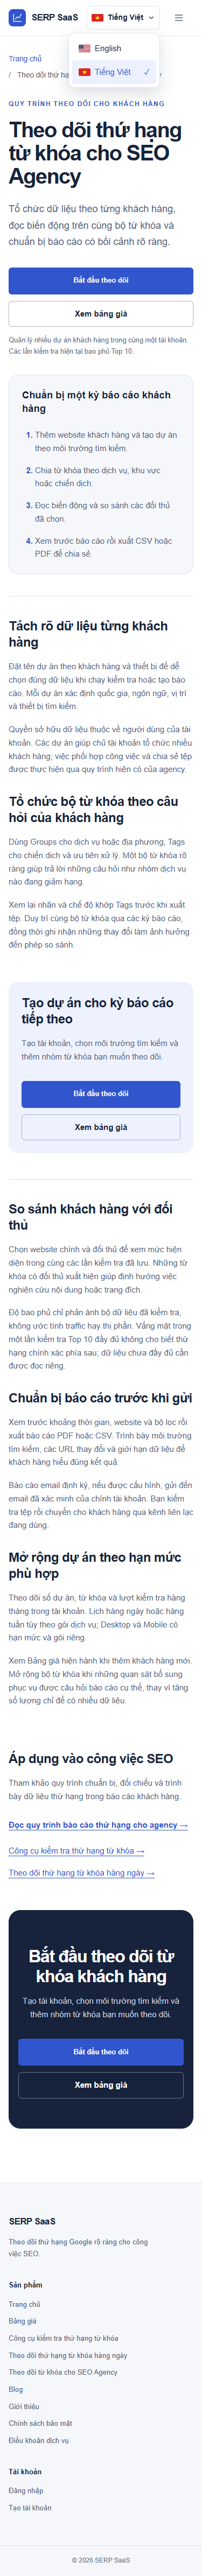 SERP SaaS
Tiếng Việt
English
Tiếng Việt ✓
Trang chủ
/ Theo dõi thứ hạ
QUY TRÌNH THEO DÕI CHO KHÁCH HÀNG
Theo dõi thứ hạng
từ khóa cho SEO
Agency
Tổ chức dữ liệu theo từng khách hàng,
đọc biến động trên cùng bộ từ khóa và
chuẩn bị báo cáo có bối cảnh rõ ràng.
Bắt đầu theo dõi
Xem bảng giá
Quản lý nhiều dự án khách hàng trong cùng một tài khoản.
Các lần kiểm tra hiện tại bao phủ Top 10.
Chuẩn bị một kỳ báo cáo khách
hàng
1. Thêm website khách hàng và tạo dự án
theo môi trường tìm kiếm.
2. Chia từ khóa theo dịch vụ, khu vực
hoặc chiến dịch.
3. Đọc biến động và so sánh các đối thủ
đã chọn.
4. Xem trước báo cáo rồi xuất CSV hoặc
PDF để chia sẻ.
Tách rõ dữ liệu từng khách
hàng
Đặt tên dự án theo khách hàng và thiết bị để dễ
chọn đúng dữ liệu khi chạy kiểm tra hoặc tạo báo
cáo. Mỗi dự án xác định quốc gia, ngôn ngữ, vị trí
và thiết bị tìm kiếm.
Quyền sở hữu dữ liệu thuộc về người dùng của tài
khoản. Các dự án giúp chủ tài khoản tổ chức nhiều
khách hàng; việc phối hợp công việc và chia sẻ tệp
được thực hiện qua quy trình hiện có của agency.
Tổ chức bộ từ khóa theo câu
hỏi của khách hàng
Dùng Groups cho dịch vụ hoặc địa phương, Tags
cho chiến dịch và ưu tiên xử lý. Một bộ từ khóa rõ
ràng giúp trả lời những câu hỏi như nhóm dịch vụ
nào đang giảm hạng.
Xem lại nhãn và chế độ khớp Tags trước khi xuất
tệp. Duy trì cùng bộ từ khóa qua các kỳ báo cáo,
đồng thời ghi nhận những thay đổi làm ảnh hưởng
đến phép so sánh.
Tạo dự án cho kỳ báo cáo
tiếp theo
Tạo tài khoản, chọn môi trường tìm kiếm và
thêm nhóm từ khóa bạn muốn theo dõi.
Bắt đầu theo dõi
Xem bảng giá
So sánh khách hàng với đối
thủ
Chọn website chính và đối thủ để xem mức hiện
diện trong cùng các lần kiểm tra đã lưu. Những từ
khóa có đối thủ xuất hiện giúp định hướng việc
nghiên cứu nội dung hoặc trang đích.
Độ bao phủ chỉ phản ánh bộ dữ liệu đã kiểm tra,
không ước tính traffic hay thị phần. Vắng mặt trong
một lần kiểm tra Top 10 đầy đủ không cho biết thứ
hạng chính xác phía sau; dữ liệu chưa đầy đủ cần
được đọc riêng.
Chuẩn bị báo cáo trước khi gửi
Xem trước khoảng thời gian, website và bộ lọc rồi
xuất báo cáo PDF hoặc CSV. Trình bày môi trường
tìm kiếm, các URL thay đổi và giới hạn dữ liệu để
khách hàng hiểu đúng kết quả.
Báo cáo email định kỳ, nếu được cấu hình, gửi đến
email đã xác minh của chính tài khoản. Bạn kiểm
tra tệp rồi chuyển cho khách hàng qua kênh liên lạc
đang dùng.
Mở rộng dự án theo hạn mức
phù hợp
Theo dõi số dự án, từ khóa và lượt kiểm tra hàng
tháng trong tài khoản. Lịch hàng ngày hoặc hàng
tuần tùy theo gói dịch vụ; Desktop và Mobile có
hạn mức và gói riêng.
Xem Bảng giá hiện hành khi thêm khách hàng mới.
Mở rộng bộ từ khóa khi những quan sát bổ sung
phục vụ được câu hỏi báo cáo cụ thể, thay vì tăng
số lượng chỉ để có nhiều dữ liệu.
Áp dụng vào công việc SEO
Tham khảo quy trình chuẩn bị, đối chiếu và trình
bày dữ liệu thứ hạng trong báo cáo khách hàng.
Đọc quy trình báo cáo thứ hạng cho agency →
Công cụ kiểm tra thứ hạng từ khóa →
Theo dõi thứ hạng từ khóa hàng ngày →
Bắt đầu theo dõi từ
khóa khách hàng
Tạo tài khoản, chọn môi trường tìm kiếm và
thêm nhóm từ khóa bạn muốn theo dõi.
Bắt đầu theo dõi
Xem bảng giá
SERP SaaS
Theo dõi thứ hạng Google rõ ràng cho công
việc SEO.
Sản phẩm
Trang chủ
Bảng giá
Công cụ kiểm tra thứ hạng từ khóa
Theo dõi thứ hạng từ khóa hàng ngày
Theo dõi từ khóa cho SEO Agency
Blog
Giới thiệu
Chính sách bảo mật
Điều khoản dịch vụ
Tài khoản
Đăng nhập
Tạo tài khoản
© 2026 SERP SaaS